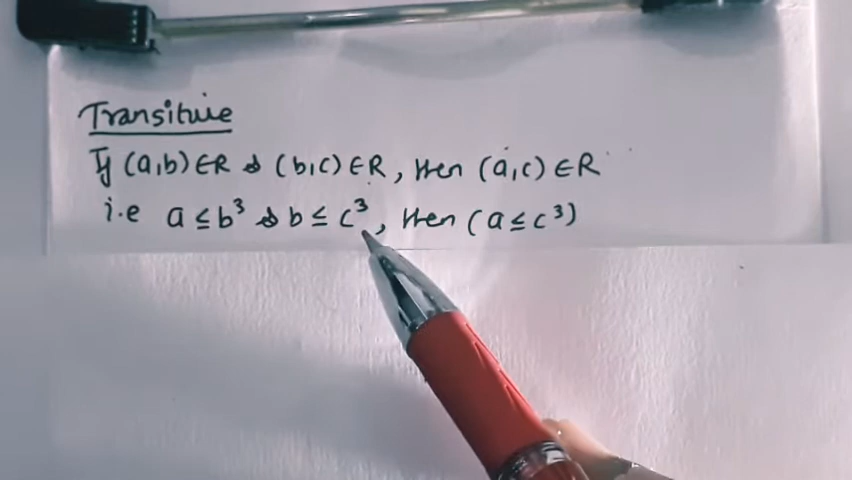 Transitive
If (a,b) ∈ R & (b,c) ∈ R, then (a,c) ∈ R
i.e a ≤ b³ & b ≤ c³, then (a ≤ c³)